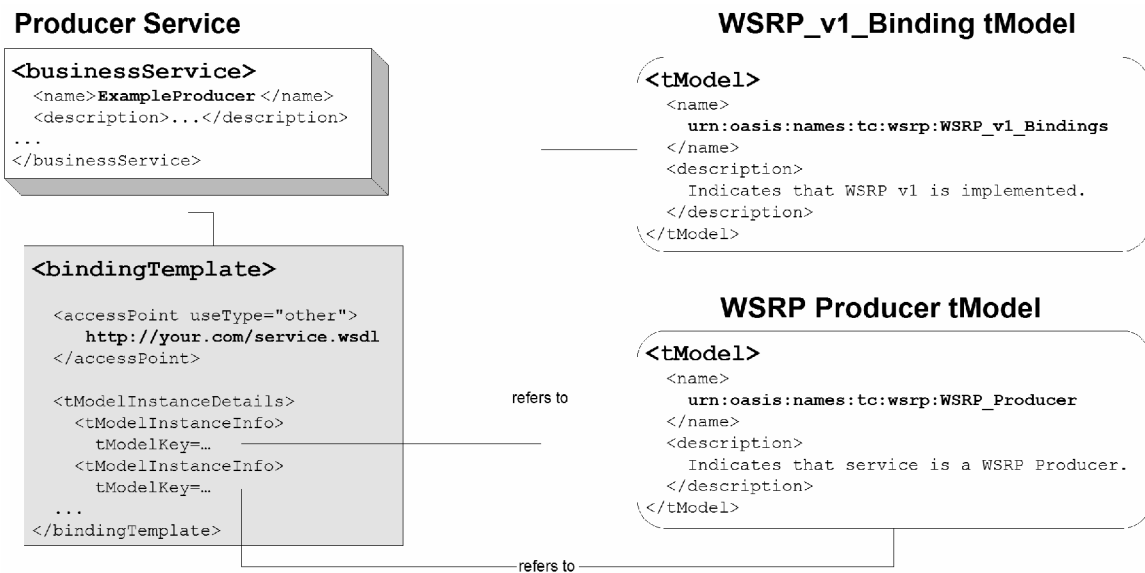 Producer Service
<businessService>
<name>ExampleProducer </name>
<description>...</description>
...
</businessService>
<bindingTemplate>
<accessPoint useType="other">
http://your.com/service.wsdl
</accessPoint>
<tModelInstanceDetails>
<tModelInstanceInfo>
tModelKey=…
<tModelInstanceInfo>
tModelKey=…
...
</bindingTemplate>
refers to
refers to
WSRP_v1_Binding tModel
<tModel>
<name>
urn:oasis:names:tc:wsrp:WSRP_v1_Bindings
</name>
<description>
Indicates that WSRP v1 is implemented.
</description>
</tModel>
WSRP Producer tModel
<tModel>
<name>
urn:oasis:names:tc:wsrp:WSRP_Producer
</name>
<description>
Indicates that service is a WSRP Producer.
</description>
</tModel>